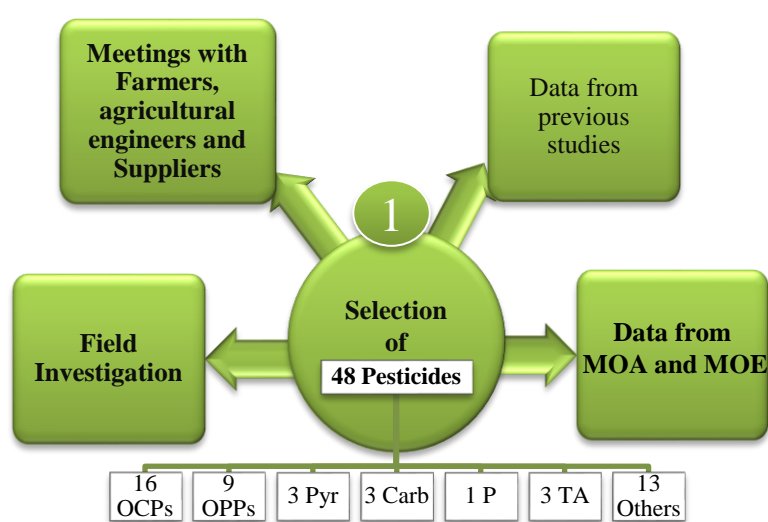 Meetings with
Farmers,
agricultural
engineers and
Suppliers
Data from
previous
studies
1
Selection
of
48 Pesticides
Field
Investigation
Data from
MOA and MOE
16
OCPs
9
OPPs
3 Pyr
3 Carb
1 P
3 TA
13
Others